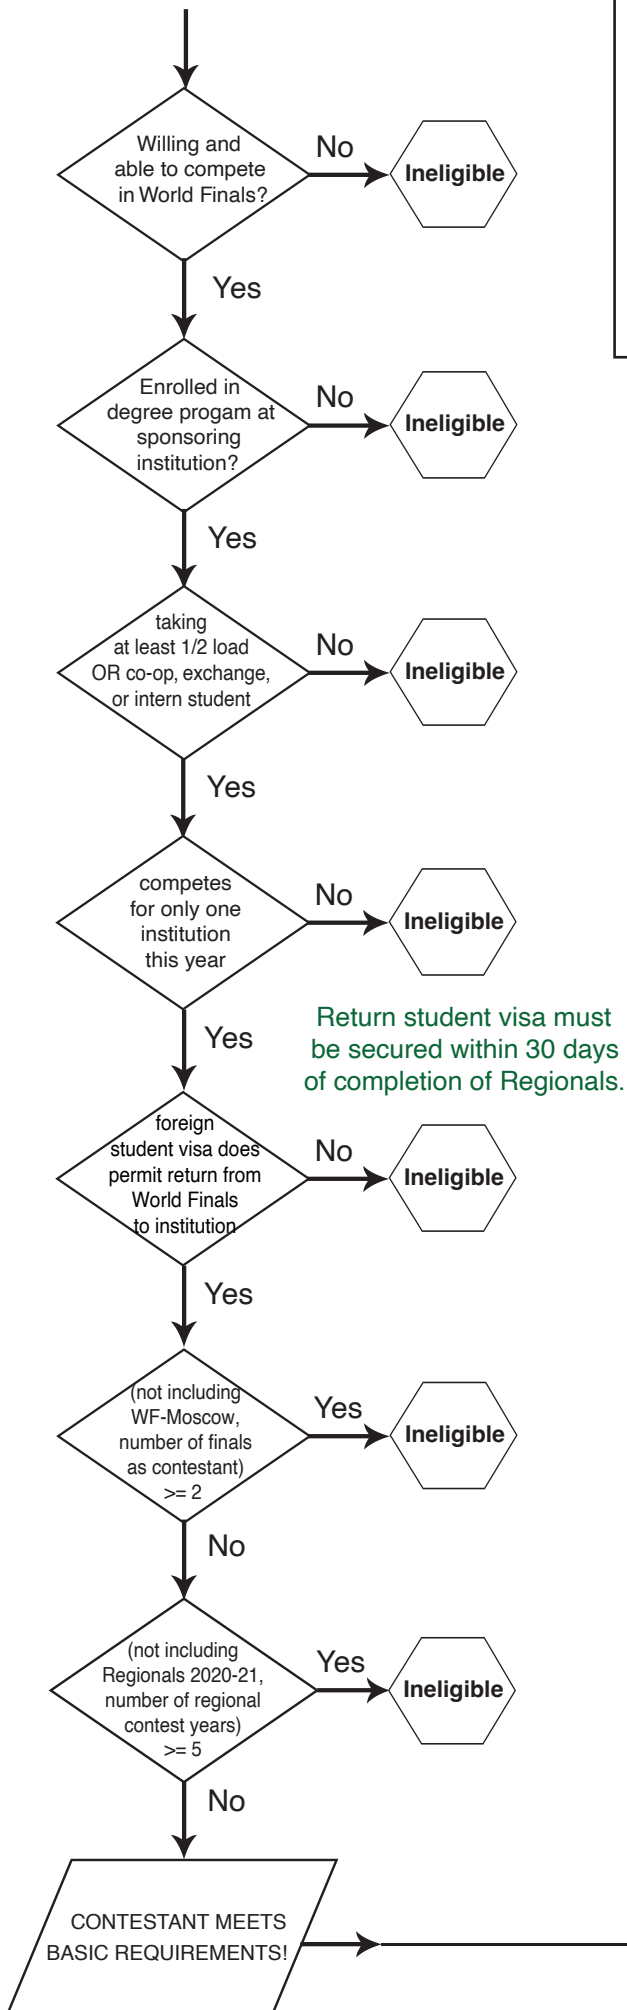 Willing and
able to compete
in World Finals?
No
Ineligible
Yes
Enrolled in
degree progam at
sponsoring
institution?
No
Ineligible
Yes
taking
at least 1/2 load
OR co-op, exchange,
or intern student
No
Ineligible
Yes
competes
for only one
institution
this year
No
Ineligible
Yes
Return student visa must
be secured within 30 days
of completion of Regionals.
foreign
student visa does
permit return from
World Finals
to institution
No
Ineligible
Yes
(not including
WF-Moscow,
number of finals
as contestant)
>= 2
Yes
Ineligible
No
(not including
Regionals 2020-21,
number of regional
contest years)
>= 5
Yes
Ineligible
No
CONTESTANT MEETS
BASIC REQUIREMENTS!